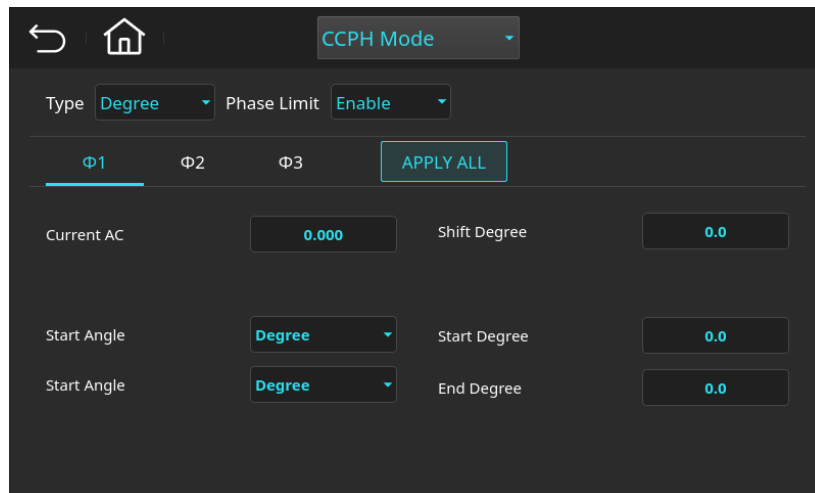 CCPH Mode
Type Degree Phase Limit Enable
Φ1 Φ2 Φ3 APPLY ALL
Current AC 0.000 Shift Degree 0.0
Start Angle Degree Start Degree 0.0
Start Angle Degree End Degree 0.0